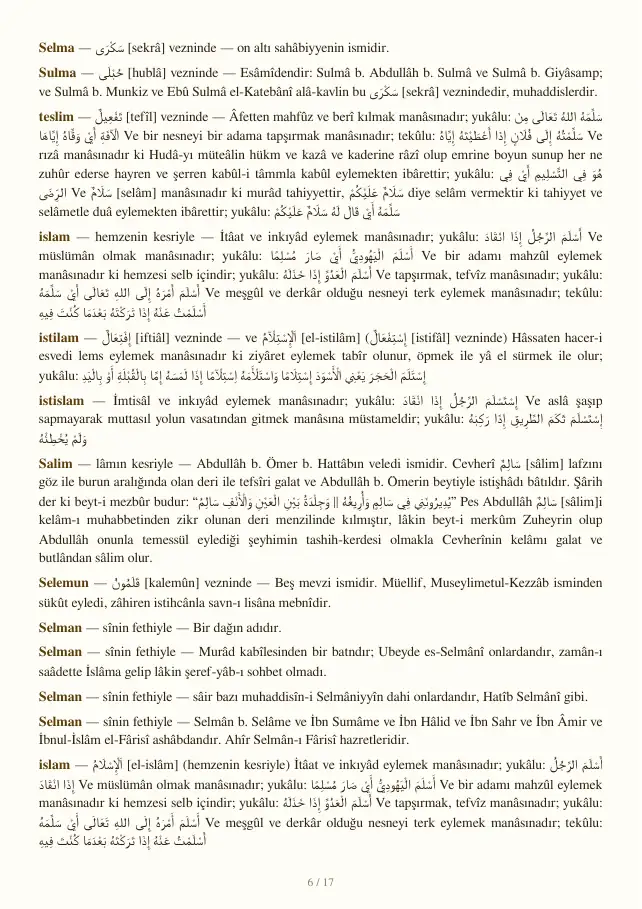 Selma — سَكْرَى [sekrâ] vezninde — on altı sahâbiyyenin ismidir.
Sulma — حُبْلَى [hublâ] vezninde — Esâmîdendir: Sulmâ b. Abdullâh b. Sulmâ ve Sulmâ b. Giyâsamp;
ve Sulmâ b. Munkiz ve Ebû Sulmâ el-Katebânî alâ-kavlin bu سَكْرَى [sekrâ] veznindedir, muhaddislerdir.
teslim — تَفْعِيلٌ [tefîl] vezninde — Âfetten mahfûz ve berî kılmak manâsınadır; yukâlu: سَلَّمَهُ اللهُ تَعَالَى مِنَ
الْآفَةِ أَيْ وَقَّاهُ إِيَّاهَا Ve bir nesneyi bir adama tapşırmak manâsınadır; tekûlu: سَلَّمْتُهُ إِلَى فُلَانٍ إِذَا أَعْطَيْتَهُ إِيَّاهُ Ve
rızâ manâsınadır ki Hudâ-yı müteâlin hükm ve kazâ ve kaderine râzî olup emrine boyun sunup her ne
zuhûr ederse hayren ve şerren kabûl-i tâmmla kabûl eylemekten ibârettir; yukâlu: هُوَ فِي التَّسْلِيمِ أَيْ فِي
الرِّضَى Ve سَلَامٌ [selâm] manâsınadır ki murâd tahiyyettir, سَلَامٌ عَلَيْكُمْ diye selâm vermektir ki tahiyyet ve
selâmetle duâ eylemekten ibârettir; yukâlu: سَلَّمَهُ أَيْ قَالَ لَهُ سَلَامٌ عَلَيْكُمْ
islam — hemzenin kesriyle — İtâat ve inkıyâd eylemek manâsınadır; yukâlu: أَسْلَمَ الرَّجُلُ إِذَا انْقَادَ Ve
müslümân olmak manâsınadır; yukâlu: أَسْلَمَ الْيَهُودِيُّ أَيْ صَارَ مُسْلِمًا Ve bir adamı mahzûl eylemek
manâsınadır ki hemzesi selb içindir; yukâlu: أَسْلَمَ الْعَدُوَّ إِذَا خَذَلَهُ Ve tapşırmak, tefvîz manâsınadır; yukâlu:
أَسْلَمَ أَمْرَهُ إِلَى اللهِ تَعَالَى أَيْ سَلَّمَهُ Ve meşgûl ve derkâr olduğu nesneyi terk eylemek manâsınadır; tekûlu:
أَسْلَمْتُ عَنْهُ إِذَا تَرَكْتَهُ بَعْدَمَا كُنْتَ فِيهِ
istilam — إِفْتِعَالٌ [iftiâl] vezninde — ve اَلْإِسْتِلْآمُ [el-istilâm] (إِسْتِفْعَالٌ [istifâl] vezninde) Hâssaten hacer-i
esvedi lems eylemek manâsınadır ki ziyâret eylemek tabîr olunur, öpmek ile yâ el sürmek ile olur;
yukâlu: إِسْتَلَمَ الْحَجَرَ يَعْنِي الْأَسْوَدَ إِسْتِلَامًا وَاسْتَلْأَمَهُ إِسْتِلْآمًا إِذَا لَمَسَهُ إِمَّا بِالْقُبْلَةِ أَوْ بِالْيَدِ
istislam — İmtisâl ve inkıyâd eylemek manâsınadır; yukâlu: إِسْتَسْلَمَ الرَّجُلُ إِذَا انْقَادَ Ve aslâ şaşıp
sapmayarak muttasıl yolun vasatından gitmek manâsına müstameldir; yukâlu: إِسْتَسْلَمَ ثَكَمَ الطَّرِيقِ إِذَا رَكِبَهُ
وَلَمْ يُخْطِئْهُ
Salim — lâmın kesriyle — Abdullâh b. Ömer b. Hattâbın veledi ismidir. Cevherî سَالِمٌ [sâlim] lafzını
göz ile burun aralığında olan deri ile tefsîri galat ve Abdullâh b. Ömerin beytiyle istişhâdı bâtıldır. Şârih
der ki beyt-i mezbûr budur: “يُدِيرُونَنِي فِي سَالِمٍ وَأُرِيغُهُ || وَجِلْدَةُ بَيْنِ الْعَيْنِ وَالْأَنْفِ سَالِمُ” Pes Abdullâh سَالِمٌ [sâlim]i
kelâm-ı muhabbetinden zikr olunan deri menzilinde kılmıştır, lâkin beyt-i merkûm Zuheyrin olup
Abdullâh onunla temessül eylediği şeyhimin tashih-kerdesi olmakla Cevherînin kelâmı galat ve
butlândan sâlim olur.
Selemun — قَلَمُونٌ [kalemûn] vezninde — Beş mevzi ismidir. Müellif, Museylimetul-Kezzâb isminden
sükût eyledi, zâhiren istihcânla savn-ı lisâna mebnîdir.
Selman — sînin fethiyle — Bir dağın adıdır.
Selman — sînin fethiyle — Murâd kabîlesinden bir batndır; Ubeyde es-Selmânî onlardandır, zamân-ı
saâdette İslâma gelip lâkin şeref-yâb-ı sohbet olmadı.
Selman — sînin fethiyle — sâir bazı muhaddisîn-i Selmâniyyîn dahi onlardandır, Hatîb Selmânî gibi.
Selman — sînin fethiyle — Selmân b. Selâme ve İbn Sumâme ve İbn Hâlid ve İbn Sahr ve İbn Âmir ve
İbnul-İslâm el-Fârisî ashâbdandır. Ahîr Selmân-ı Fârisî hazretleridir.
islam — اَلْإِسْلَامُ [el-islâm] (hemzenin kesriyle) İtâat ve inkıyâd eylemek manâsınadır; yukâlu: أَسْلَمَ الرَّجُلُ
إِذَا انْقَادَ Ve müslümân olmak manâsınadır; yukâlu: أَسْلَمَ الْيَهُودِيُّ أَيْ صَارَ مُسْلِمًا Ve bir adamı mahzûl eylemek
manâsınadır ki hemzesi selb içindir; yukâlu: أَسْلَمَ الْعَدُوَّ إِذَا خَذَلَهُ Ve tapşırmak, tefvîz manâsınadır; yukâlu:
أَسْلَمَ أَمْرَهُ إِلَى اللهِ تَعَالَى أَيْ سَلَّمَهُ Ve meşgûl ve derkâr olduğu nesneyi terk eylemek manâsınadır; tekûlu:
أَسْلَمْتُ عَنْهُ إِذَا تَرَكْتَهُ بَعْدَمَا كُنْتَ فِيهِ
6 / 17